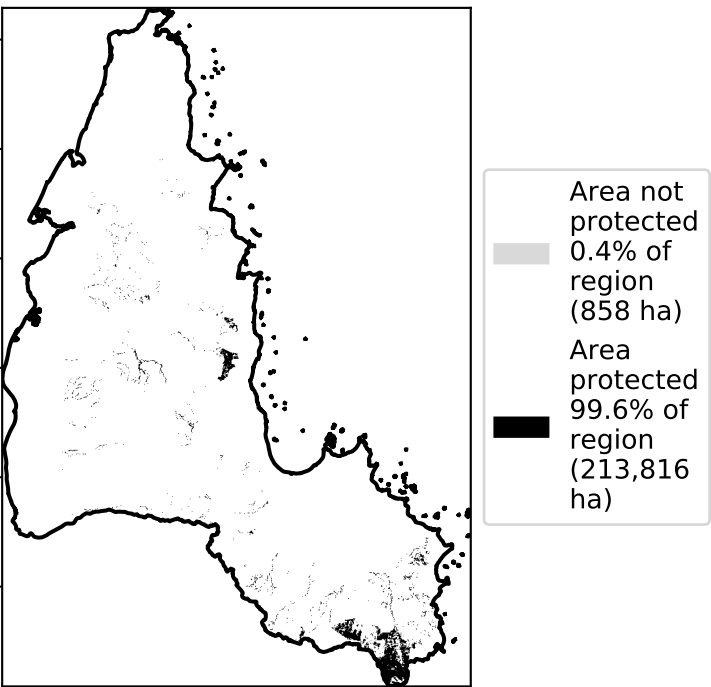 Area not
protected
0.4% of
region
(858 ha)
Area
protected
99.6% of
region
(213,816
ha)